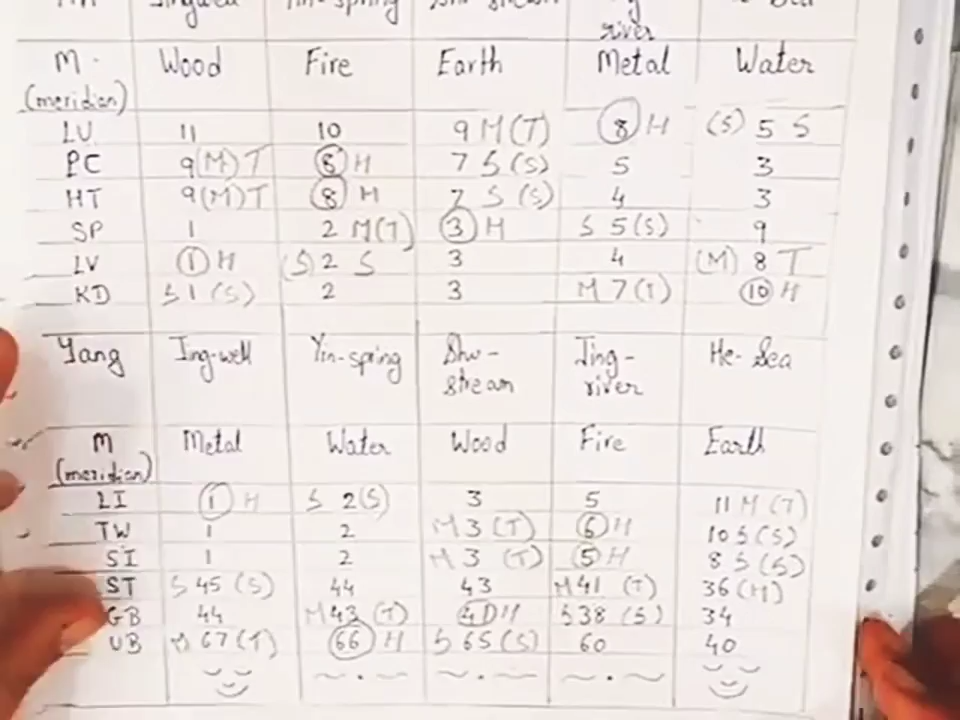 river
M. Wood Fire Earth Metal Water
(meridian)
LU 11 10 9 M(T) 8 H (S) 5 S
PC 9(M)T 8 H 7 S(S) 5 3
HT 9(M)T 8 H 7 S(S) 4 3
SP 1 2 M(T) 3 H S 5(S) 9
LV 1 H (S) 2 S 3 4 (M) 8 T
KD S 1 (S) 2 3 M 7(T) 10 H
Yang Jing-well Yin-spring Shu- Jing- He-Sea
stream river
M Metal Water Wood Fire Earth
(meridian)
LI 1 H S 2(S) 3 5 11 M (T)
TW 1 2 M 3 (T) 6 H 10 S(S)
SI 1 2 M 3 (T) 5 H 8 S(S)
ST S 45 (S) 44 43 M 41 (T) 36 (H)
GB 44 M 43 (T) 4D H S 38 (S) 34
UB M 67 (T) 66 H S 65 (S) 60 40